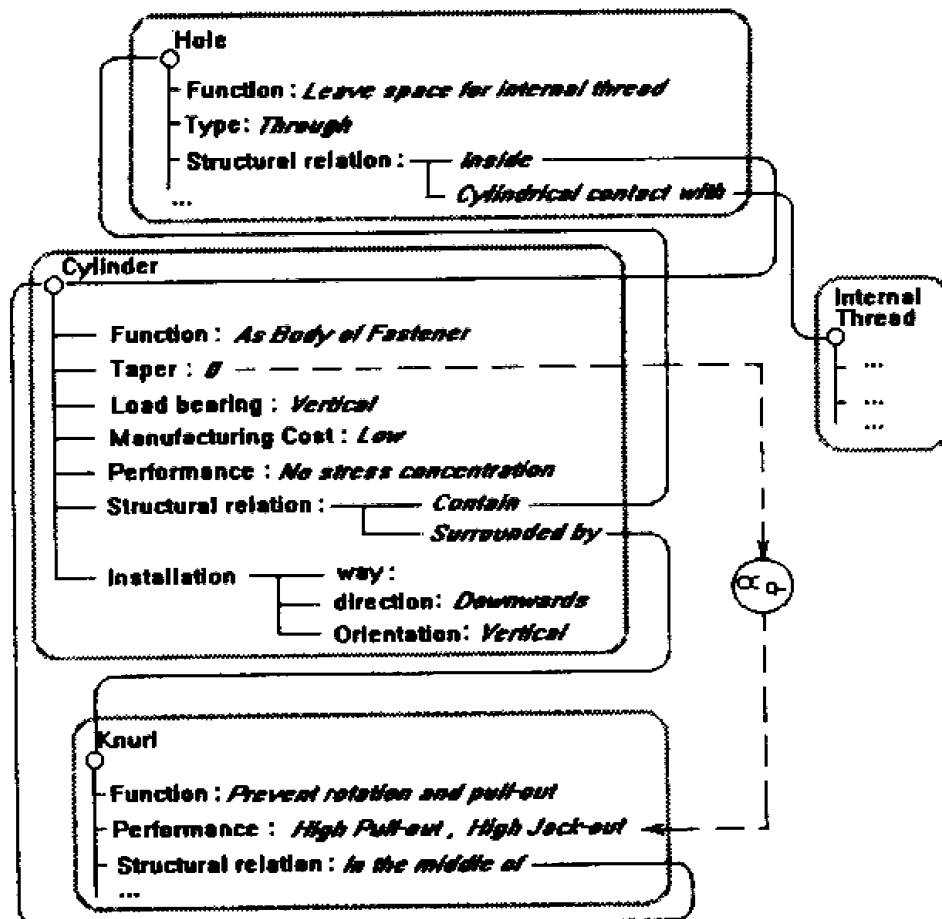 Hole
Function : Leave space for internal thread
Type: Through
Structural relation : Inside
Cylindrical contact with
...
Cylinder
Function : As Body of Fastener
Taper : 0
Load bearing : Vertical
Manufacturing Cost : Low
Performance : No stress concentration
Structural relation : Contain
Surrounded by
Installation way :
direction: Downwards
Orientation: Vertical
Internal
Thread
...
...
...
Knurl
Function : Prevent rotation and pull-out
Performance : High Pull-out , High Jack-out
Structural relation : In the middle of
...